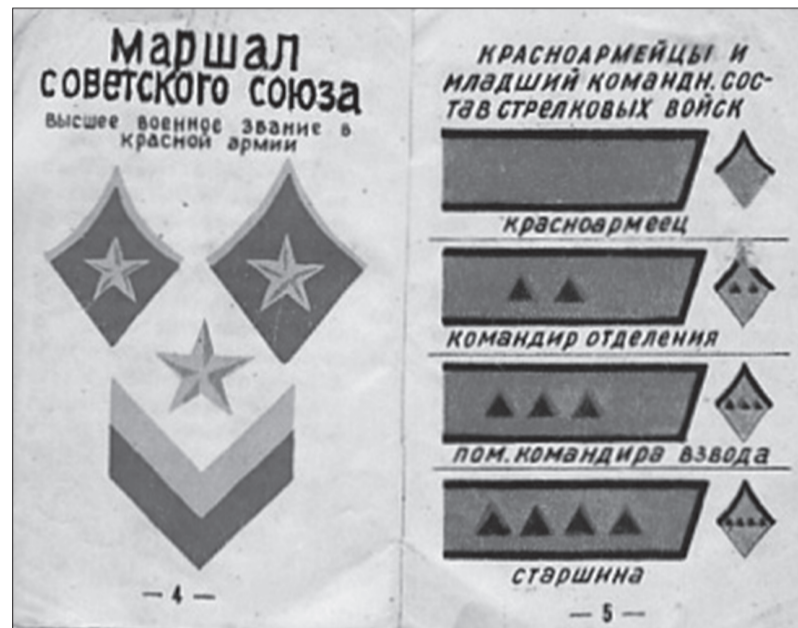 Маршал
советского союза
высшее военное звание в
красной армии
— 4 —
КРАСНОАРМЕЙЦЫ И
МЛАДШИЙ КОМАНДН. СОС-
ТАВ СТРЕЛКОВЫХ ВОЙСК
красноармеец
командир отделения
пом. командира взвода
старшина
— 5 —